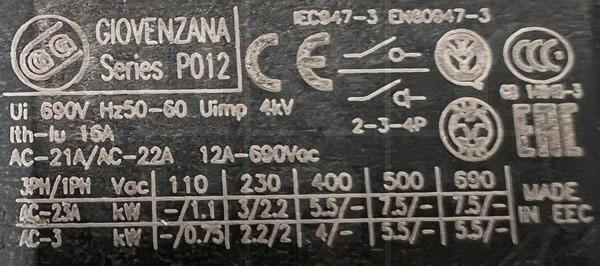 GIOVENZANA
Series P012
CE
IEC947-3 EN60947-3
Ui 690V Hz50-60 Uimp 4kV
Ith-Iu 16A
2-3-4P
AC-21A/AC-22A 12A-690Vac
EAC
3PH/1PH Vac 110 230 400 500 690
AC-23A kW -/1.1 3/2.2 5.5/- 7.5/- 7.5/-
AC-3 kW -/0.75 2.2/2 4/- 5.5/- 5.5/-
MADE
IN EEC